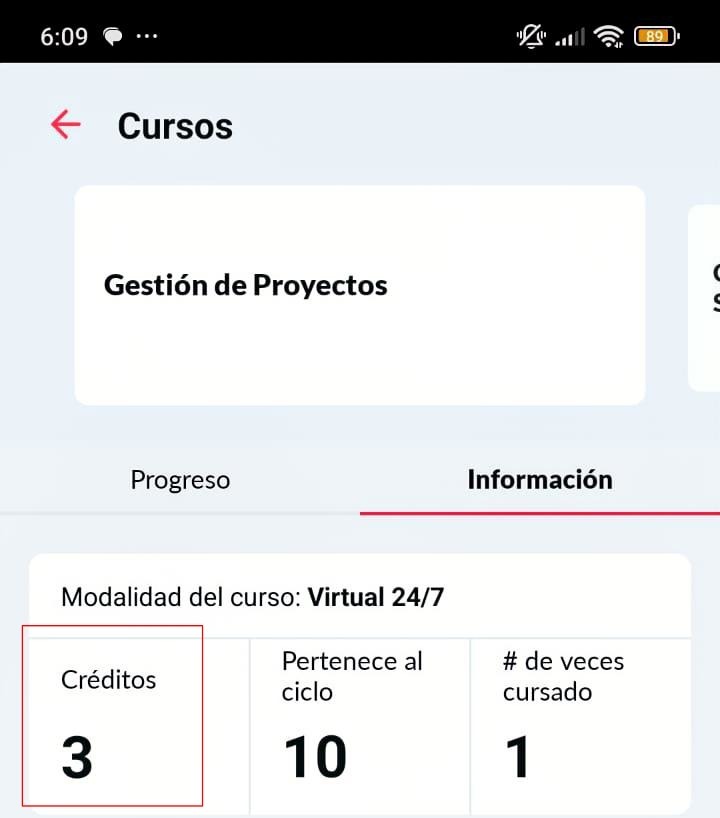 6:09
89
Cursos
Gestión de Proyectos
Progreso
Información
Modalidad del curso: Virtual 24/7
Créditos
3
Pertenece al
ciclo
10
# de veces
cursado
1